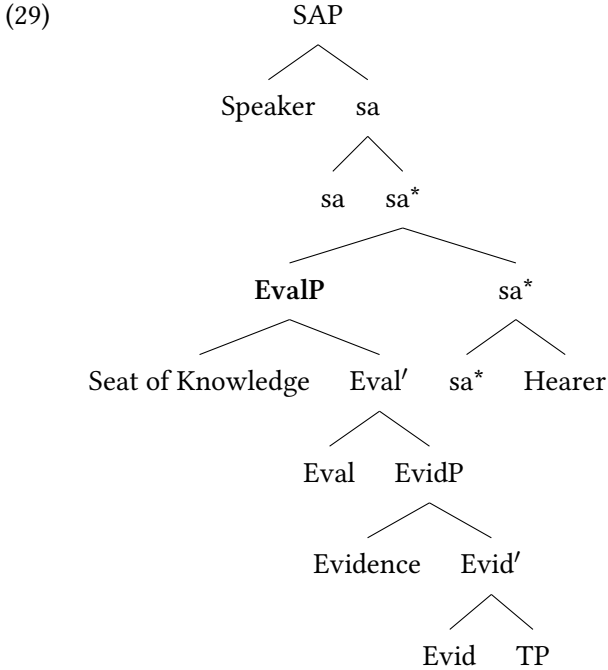 (29) SAP
Speaker sa
sa sa*
EvalP sa*
Seat of Knowledge Eval′ sa* Hearer
Eval EvidP
Evidence Evid′
Evid TP